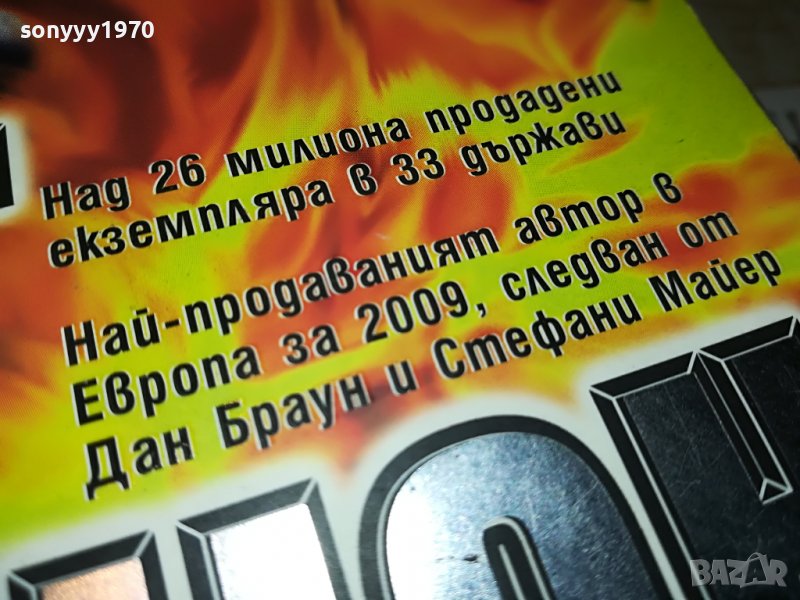 sonyyy1970
Над 26 милиона продадени
екземпляра в 33 държави
Най-продаваният автор в
Европа за 2009, следван от
Дан Браун и Стефани Майер
BAZAR